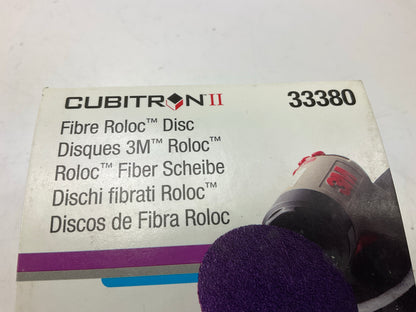 CUBITRON II
33380
Fibre Roloc™ Disc
Disques 3M™ Roloc™
Roloc™ Fiber Scheibe
Dischi fibrati Roloc™
Discos de Fibra Roloc
3M